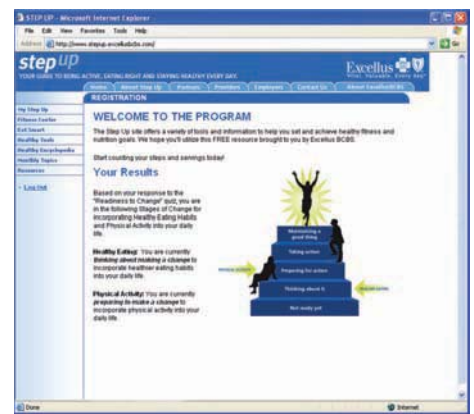 STEP UP - Microsoft Internet Explorer
File Edit View Favorites Tools Help
Address http://www.stepup.excellusbcbs.com/ Go
step up
YOUR GUIDE TO BEING ACTIVE, EATING RIGHT AND STAYING HEALTHY EVERY DAY.
Excellus
Home About Step Up Partners Providers Employers Contact Us About ExcellusBCBS
REGISTRATION
My Step Up
Fitness Center
Eat Smart
Healthy Tools
Healthy Encyclopedia
Monthly Topics
Resources
Log Out
WELCOME TO THE PROGRAM
The Step Up site offers a variety of tools and information to help you set and achieve healthy fitness and
nutrition goals. We hope you'll utilize this FREE resource brought to you by Excellus BCBS.
Start counting your steps and servings today!
Your Results
Based on your response to the
"Readiness to Change" quiz, you are
in the following Stages of Change for
incorporating Healthy Eating Habits
and Physical Activity into your daily
life.
Healthy Eating: You are currently
thinking about making a change to
incorporate healthier eating habits
into your daily life.
Physical Activity: You are currently
preparing to make a change to
incorporate physical activity into your
daily life.
Maintaining a
good thing
Taking action
Preparing for action
Thinking about it
Not ready yet
Done Internet